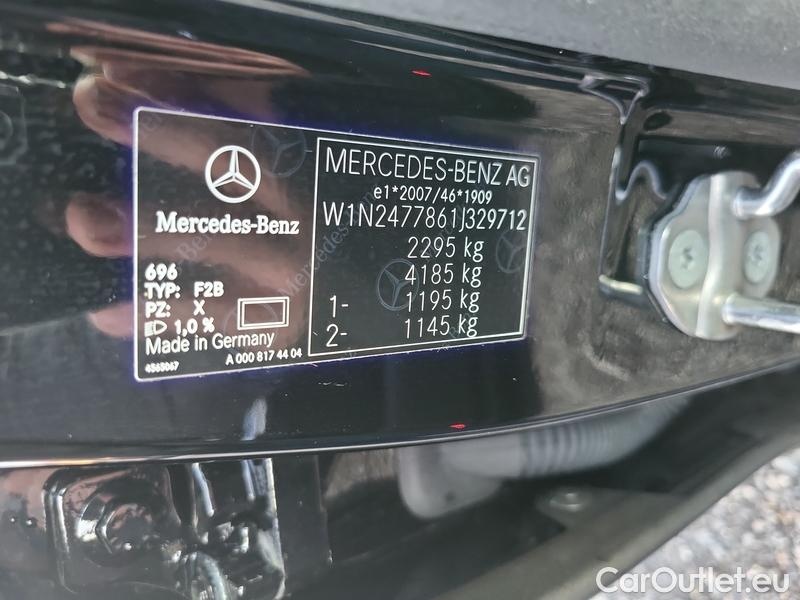 Mercedes-Benz
696
TYP: F2B
PZ: X
1,0 %
Made in Germany
4565067
A 000 817 44 04
MERCEDES-BENZ AG
e1*2007/46*1909
W1N2477861J329712
2295 kg
4185 kg
1- 1195 kg
2- 1145 kg
CarOutlet.eu